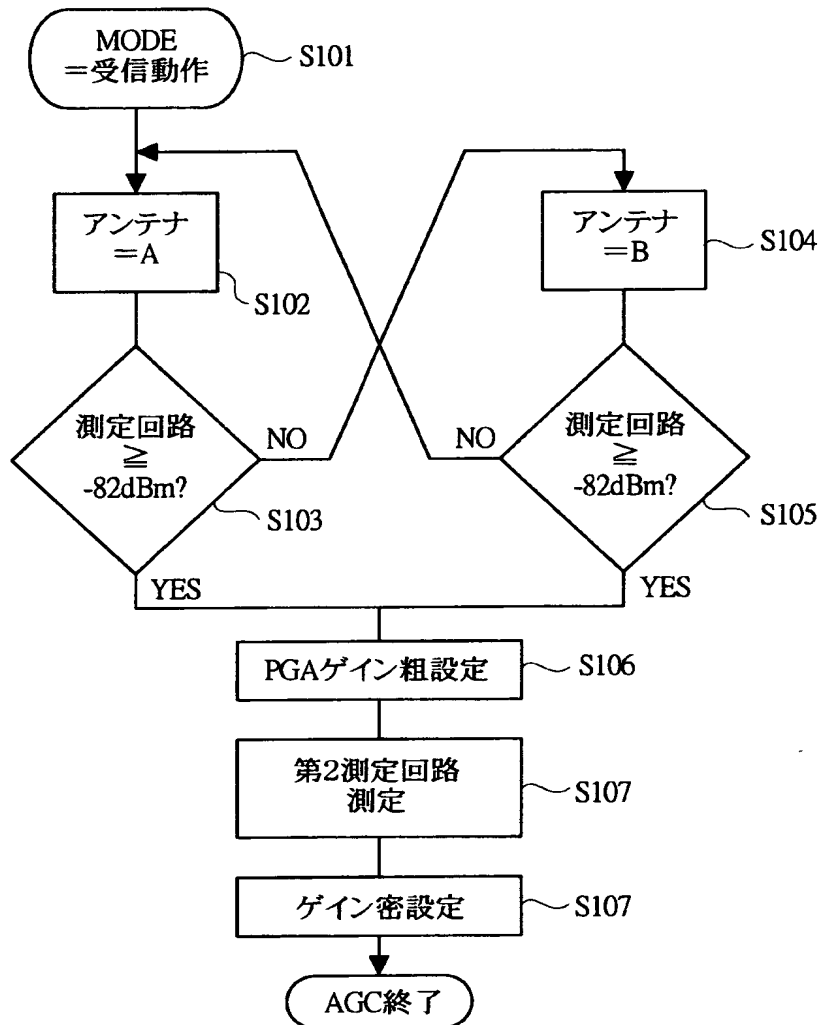 MODE
＝受信動作
S101
アンテナ
＝A
S102
アンテナ
＝B
S104
測定回路
≧
-82dBm?
NO
S103
YES
測定回路
≧
-82dBm?
NO
S105
YES
PGAゲイン粗設定
S106
第2測定回路
測定
S107
ゲイン密設定
S107
AGC終了